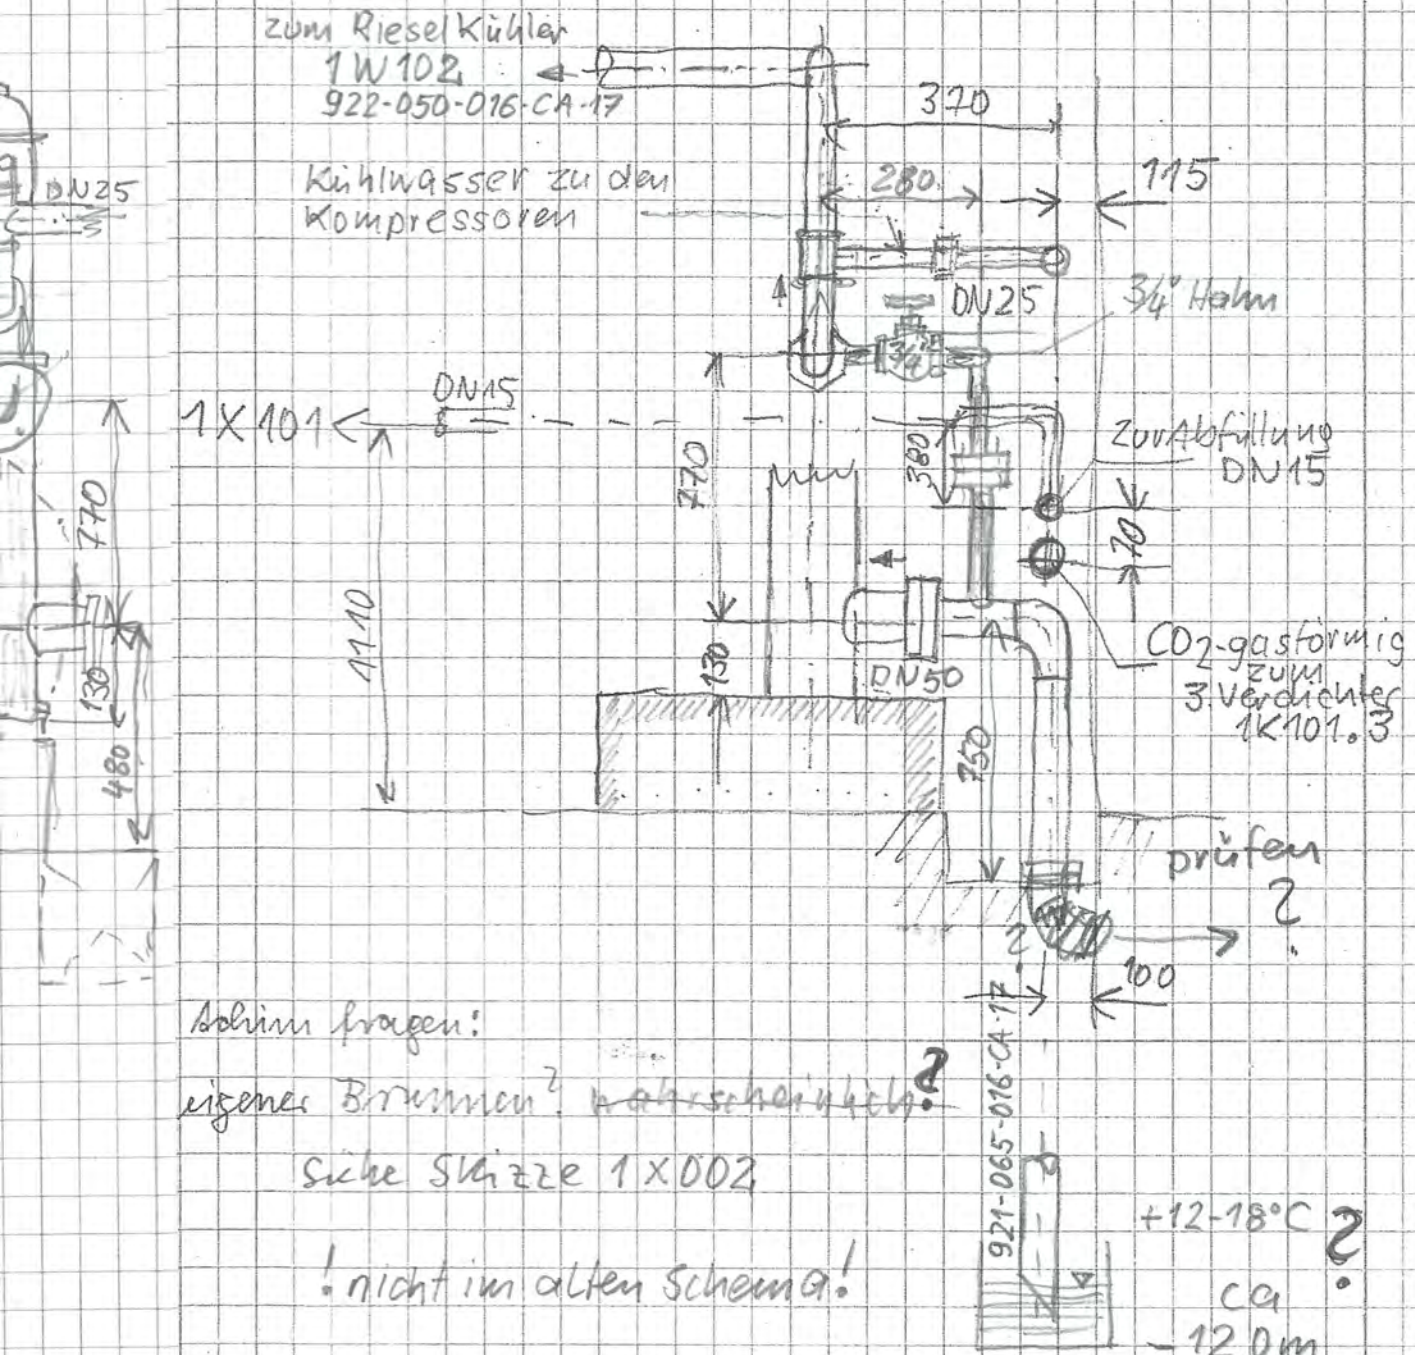 zum Rieselkühler
1W102
922-050-016-CA-17
370
Kühlwasser zu den
Kompressoren
280
115
DN25
DN25
3/4" Hahn
3/4"
DN15
1X101
380
zur Abfüllung
DN15
770
770
70
1110
130
130
DN50
CO2-gasförmig
zum
3. Verdichter
1K101.3
750
480
prüfen
?
?
100
921-065-016-CA-17
Achim fragen:
eigener Brunnen? wahrscheinlich?
siehe Skizze 1X002
! nicht im alten Schema!
+12-18°C ?
ca